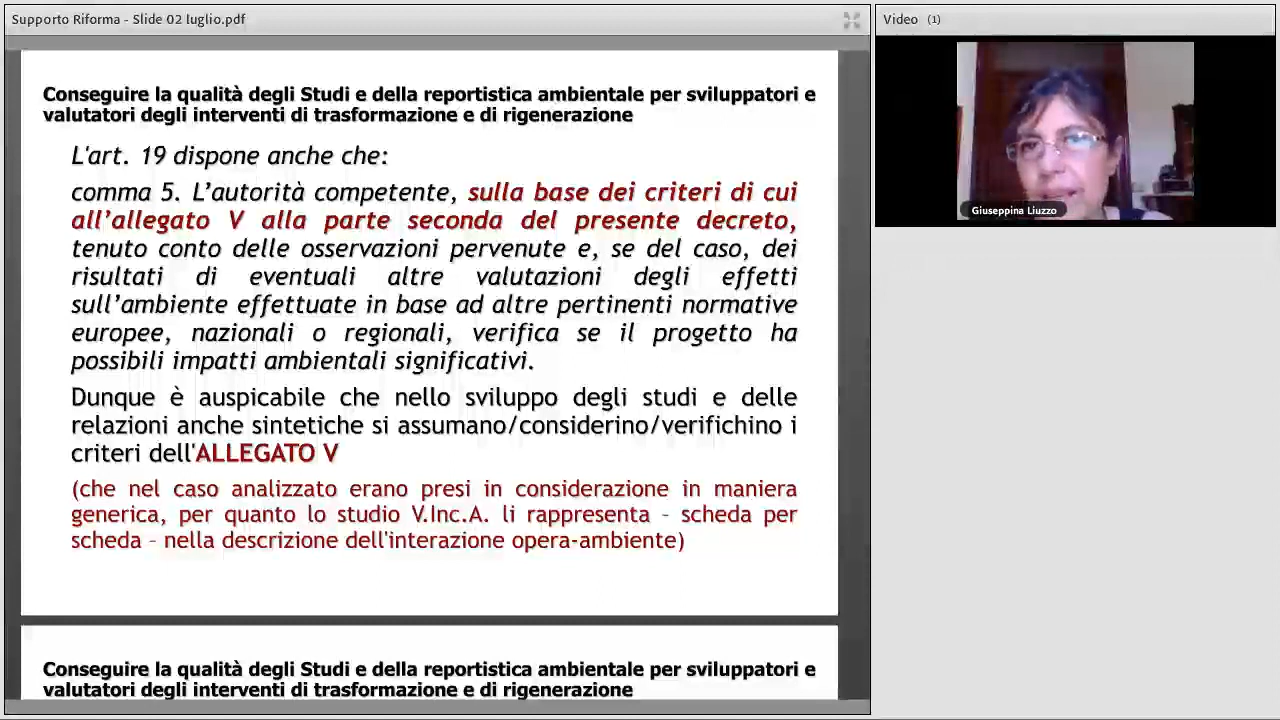 Supporto Riforma - Slide 02 luglio.pdf
Video (1)
Conseguire la qualità degli Studi e della reportistica ambientale per sviluppatori e
valutatori degli interventi di trasformazione e di rigenerazione
L'art. 19 dispone anche che:
comma 5. L’autorità competente, sulla base dei criteri di cui
all’allegato V alla parte seconda del presente decreto,
tenuto conto delle osservazioni pervenute e, se del caso, dei
risultati di eventuali altre valutazioni degli effetti
sull’ambiente effettuate in base ad altre pertinenti normative
europee, nazionali o regionali, verifica se il progetto ha
possibili impatti ambientali significativi.
Dunque è auspicabile che nello sviluppo degli studi e delle
relazioni anche sintetiche si assumano/considerino/verifichino i
criteri dell'ALLEGATO V
(che nel caso analizzato erano presi in considerazione in maniera
generica, per quanto lo studio V.Inc.A. li rappresenta – scheda per
scheda – nella descrizione dell'interazione opera-ambiente)
Giuseppina Liuzzo
Conseguire la qualità degli Studi e della reportistica ambientale per sviluppatori e
valutatori degli interventi di trasformazione e di rigenerazione